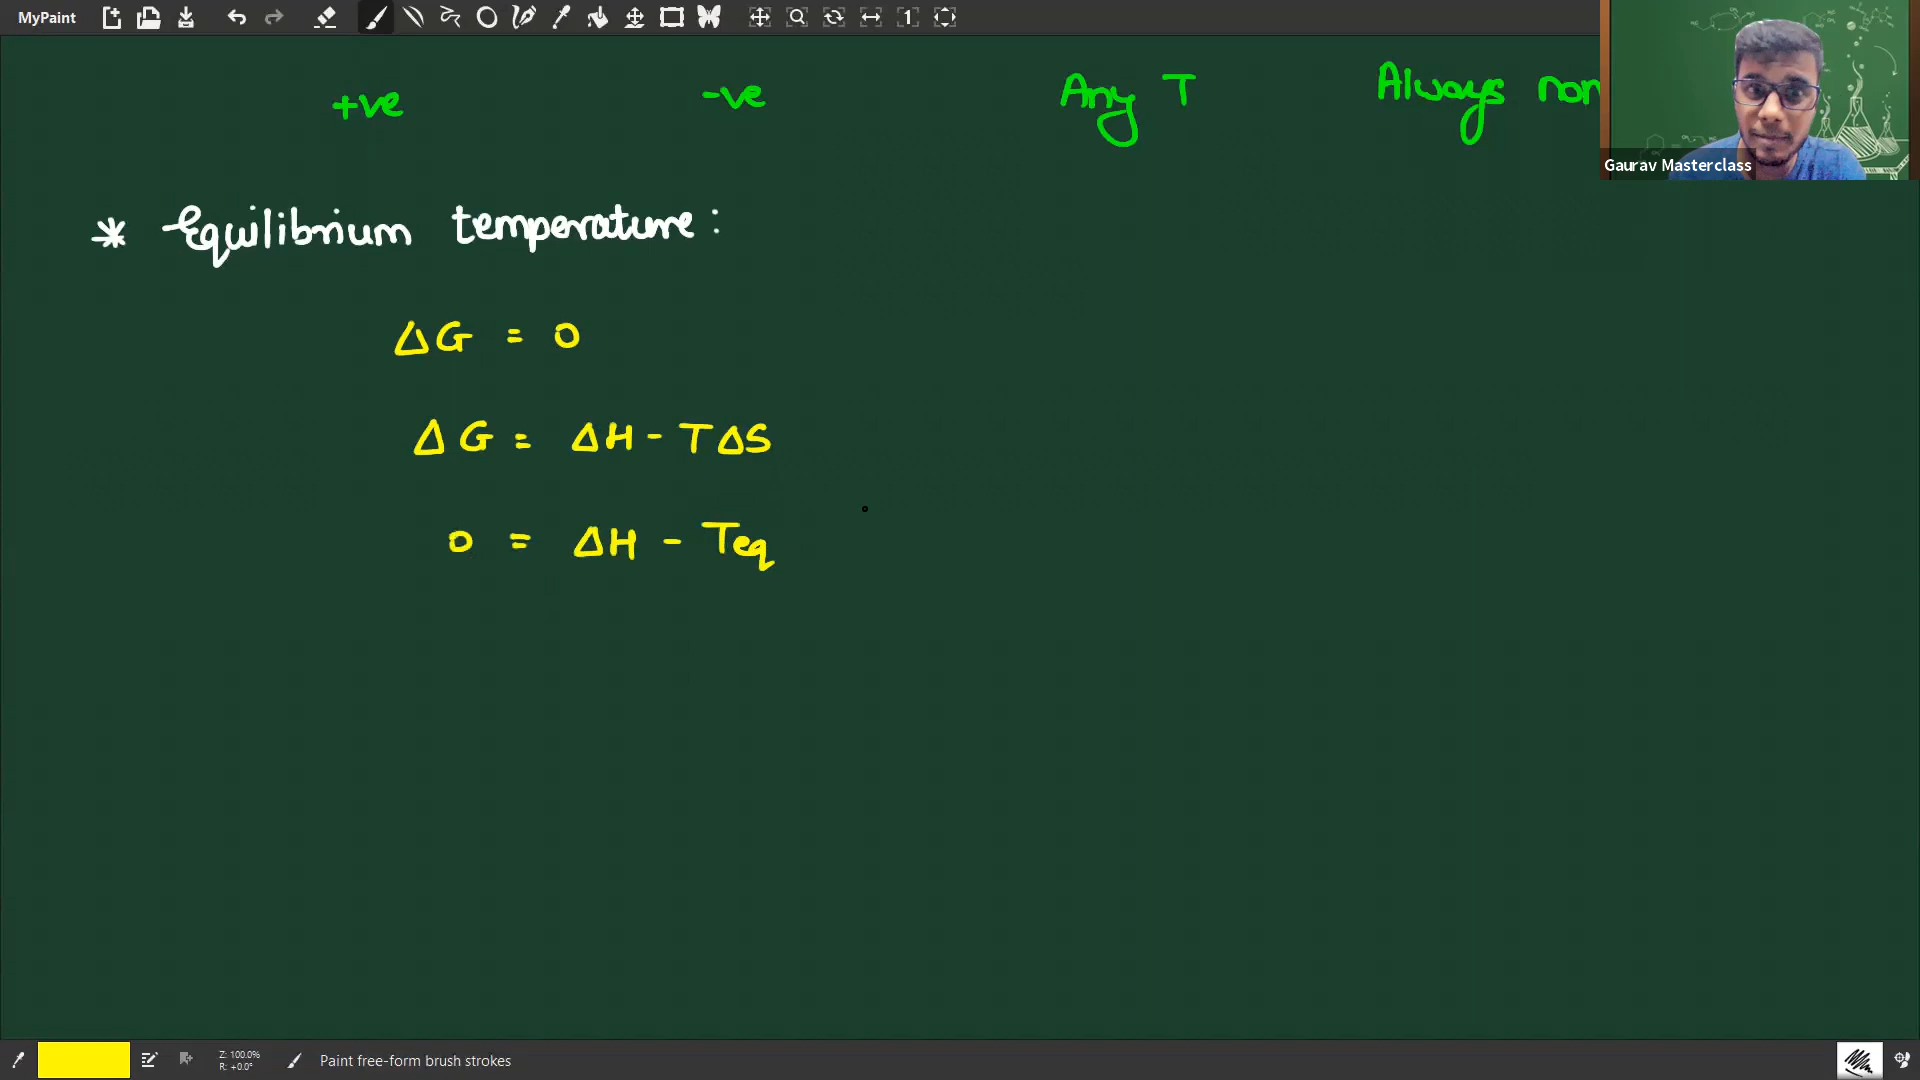 MyPaint
+ve -ve Any T Always non
Gaurav Masterclass
* Equilibrium temperature:
ΔG = 0
ΔG = ΔH - TΔS
0 = ΔH - Teq
Z: 100.0%
R: +0.0°
Paint free-form brush strokes